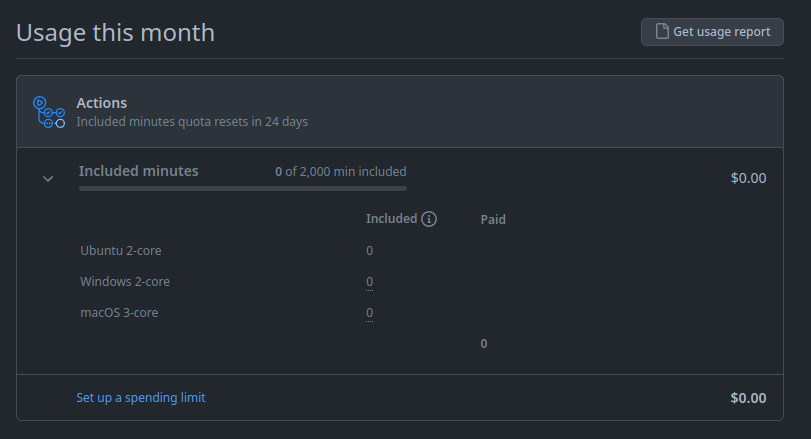 Usage this month
Get usage report
Actions
Included minutes quota resets in 24 days
Included minutes
0 of 2,000 min included
$0.00
Included
Paid
Ubuntu 2-core 0
Windows 2-core 0
macOS 3-core 0
0
Set up a spending limit
$0.00